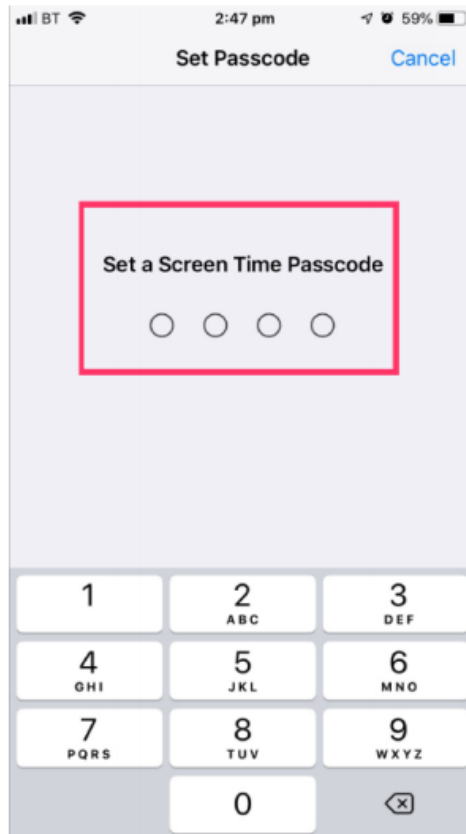 BT 2:47 pm 59%
Set Passcode Cancel
Set a Screen Time Passcode
1 2 3
ABC DEF
4 5 6
GHI JKL MNO
7 8 9
PQRS TUV WXYZ
0